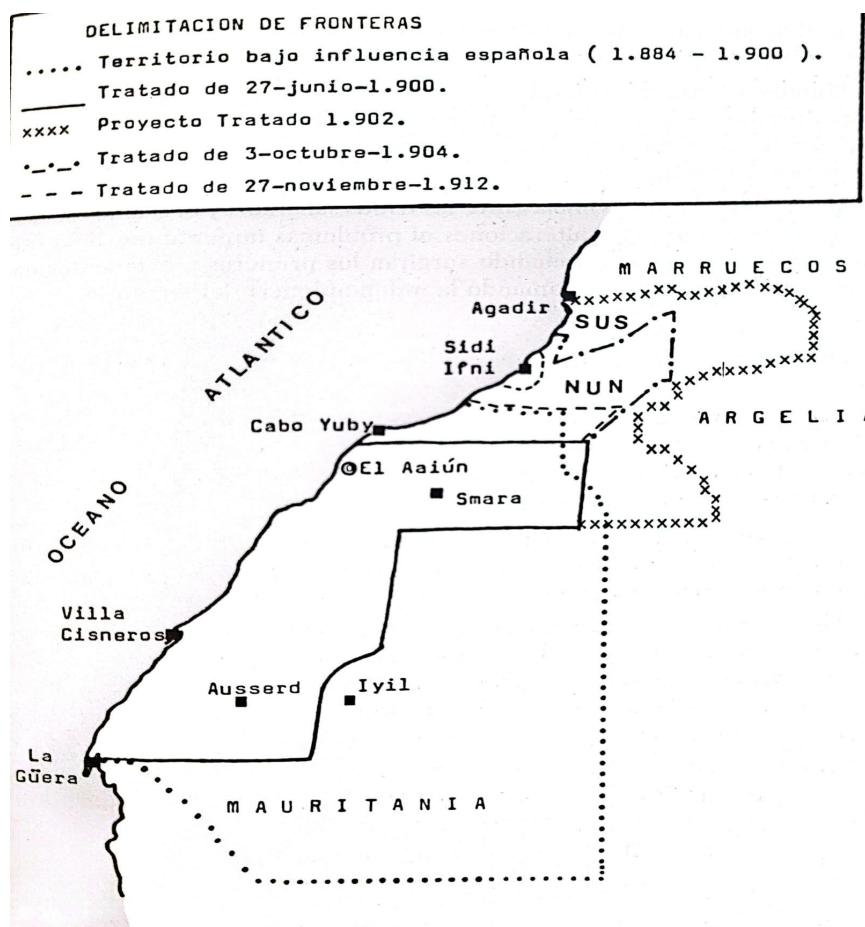 DELIMITACION DE FRONTERAS
..... Territorio bajo influencia española ( 1.884 - 1.900 ).
Tratado de 27-junio-1.900.
xxxx Proyecto Tratado 1.902.
._._. Tratado de 3-octubre-1.904.
- - - Tratado de 27-noviembre-1.912.
MARRUECOS
Agadir
SUS
ATLANTICO
Sidi
Ifni
NUN
ARGELIA
Cabo Yuby
El Aaiún
Smara
OCEANO
Villa
Cisneros
Ausserd
Iyil
La
Güera
MAURITANIA